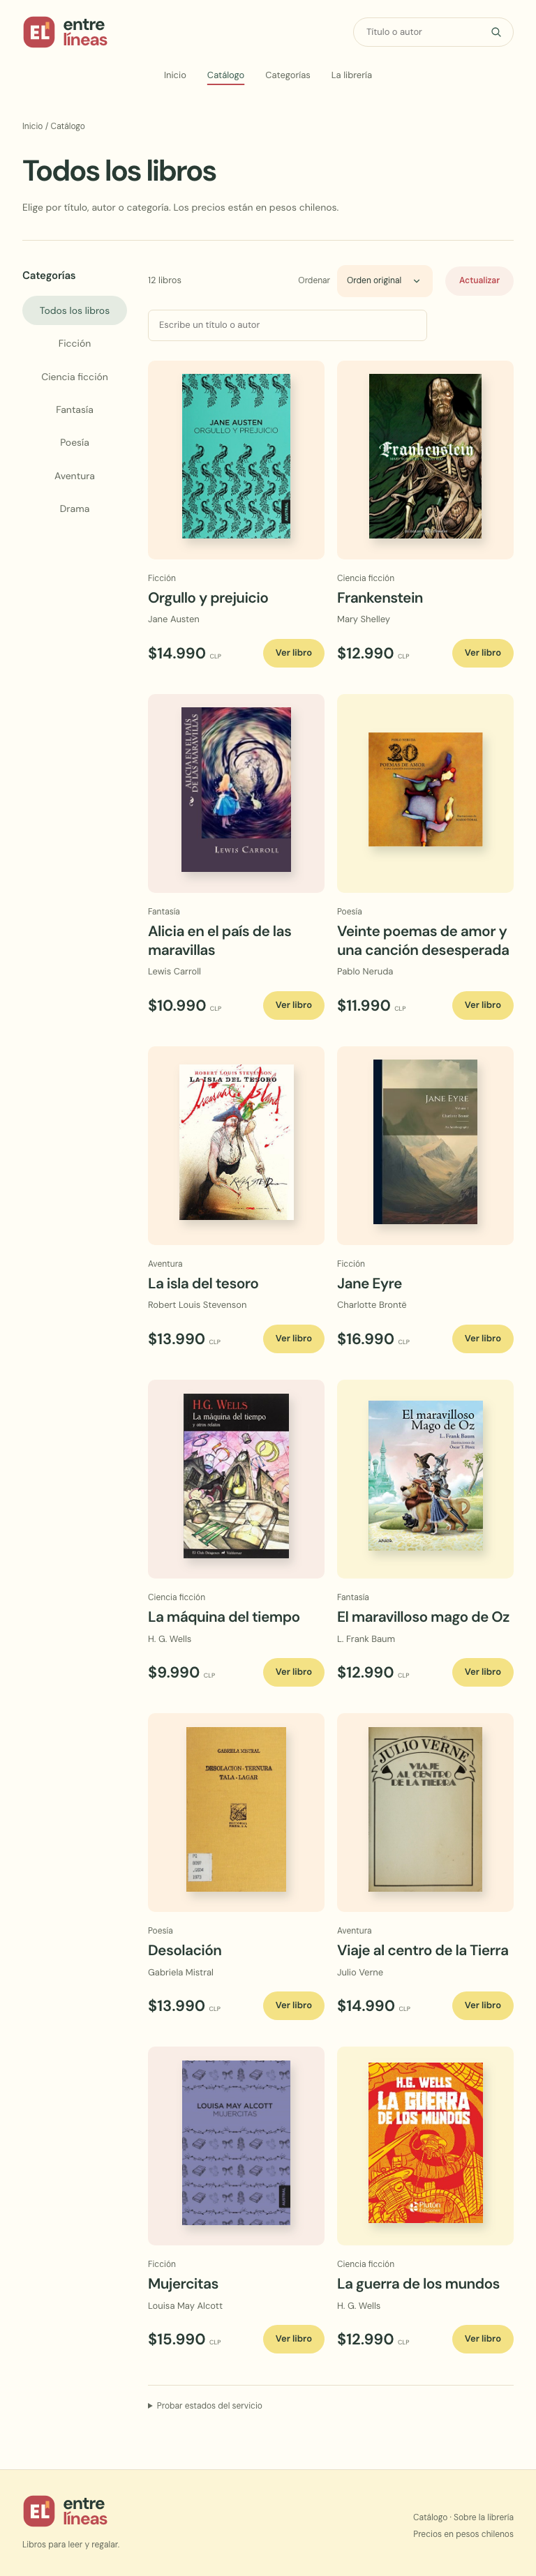 EL
entre
líneas
Título o autor
Inicio
Catálogo
Categorías
La librería
Inicio / Catálogo
Todos los libros
Elige por título, autor o categoría. Los precios están en pesos chilenos.
Categorías
Todos los libros
Ficción
Ciencia ficción
Fantasía
Poesía
Aventura
Drama
12 libros
Ordenar
Orden original
Actualizar
Escribe un título o autor
JANE AUSTEN
ORGULLO Y PREJUICIO
Ficción
Orgullo y prejuicio
Jane Austen
$14.990 CLP
Ver libro
Frankenstein
Ciencia ficción
Frankenstein
Mary Shelley
$12.990 CLP
Ver libro
ALICIA EN EL PAÍS
DE LAS MARAVILLAS
LEWIS CARROLL
Fantasía
Alicia en el país de las
maravillas
Lewis Carroll
$10.990 CLP
Ver libro
20
POEMAS DE AMOR
Poesía
Veinte poemas de amor y
una canción desesperada
Pablo Neruda
$11.990 CLP
Ver libro
ROBERT LOUIS STEVENSON
LA ISLA DEL TESORO
Treasure Island
Aventura
La isla del tesoro
Robert Louis Stevenson
$13.990 CLP
Ver libro
JANE EYRE
Ficción
Jane Eyre
Charlotte Brontë
$16.990 CLP
Ver libro
H.G. WELLS
La máquina del tiempo
y otros relatos
Ciencia ficción
La máquina del tiempo
H. G. Wells
$9.990 CLP
Ver libro
El maravilloso
Mago de Oz
L. Frank Baum
ANAYA
Fantasía
El maravilloso mago de Oz
L. Frank Baum
$12.990 CLP
Ver libro
GABRIELA MISTRAL
DESOLACION - TERNURA
TALA - LAGAR
Poesía
Desolación
Gabriela Mistral
$13.990 CLP
Ver libro
JULIO VERNE
VIAJE
AL CENTRO
DE LA TIERRA
Aventura
Viaje al centro de la Tierra
Julio Verne
$14.990 CLP
Ver libro
LOUISA MAY ALCOTT
MUJERCITAS
Ficción
Mujercitas
Louisa May Alcott
$15.990 CLP
Ver libro
H.G. WELLS
LA GUERRA
DE LOS MUNDOS
Plutón
Ediciones
Ciencia ficción
La guerra de los mundos
H. G. Wells
$12.990 CLP
Ver libro
Probar estados del servicio
EL
entre
líneas
Libros para leer y regalar.
Catálogo · Sobre la librería
Precios en pesos chilenos